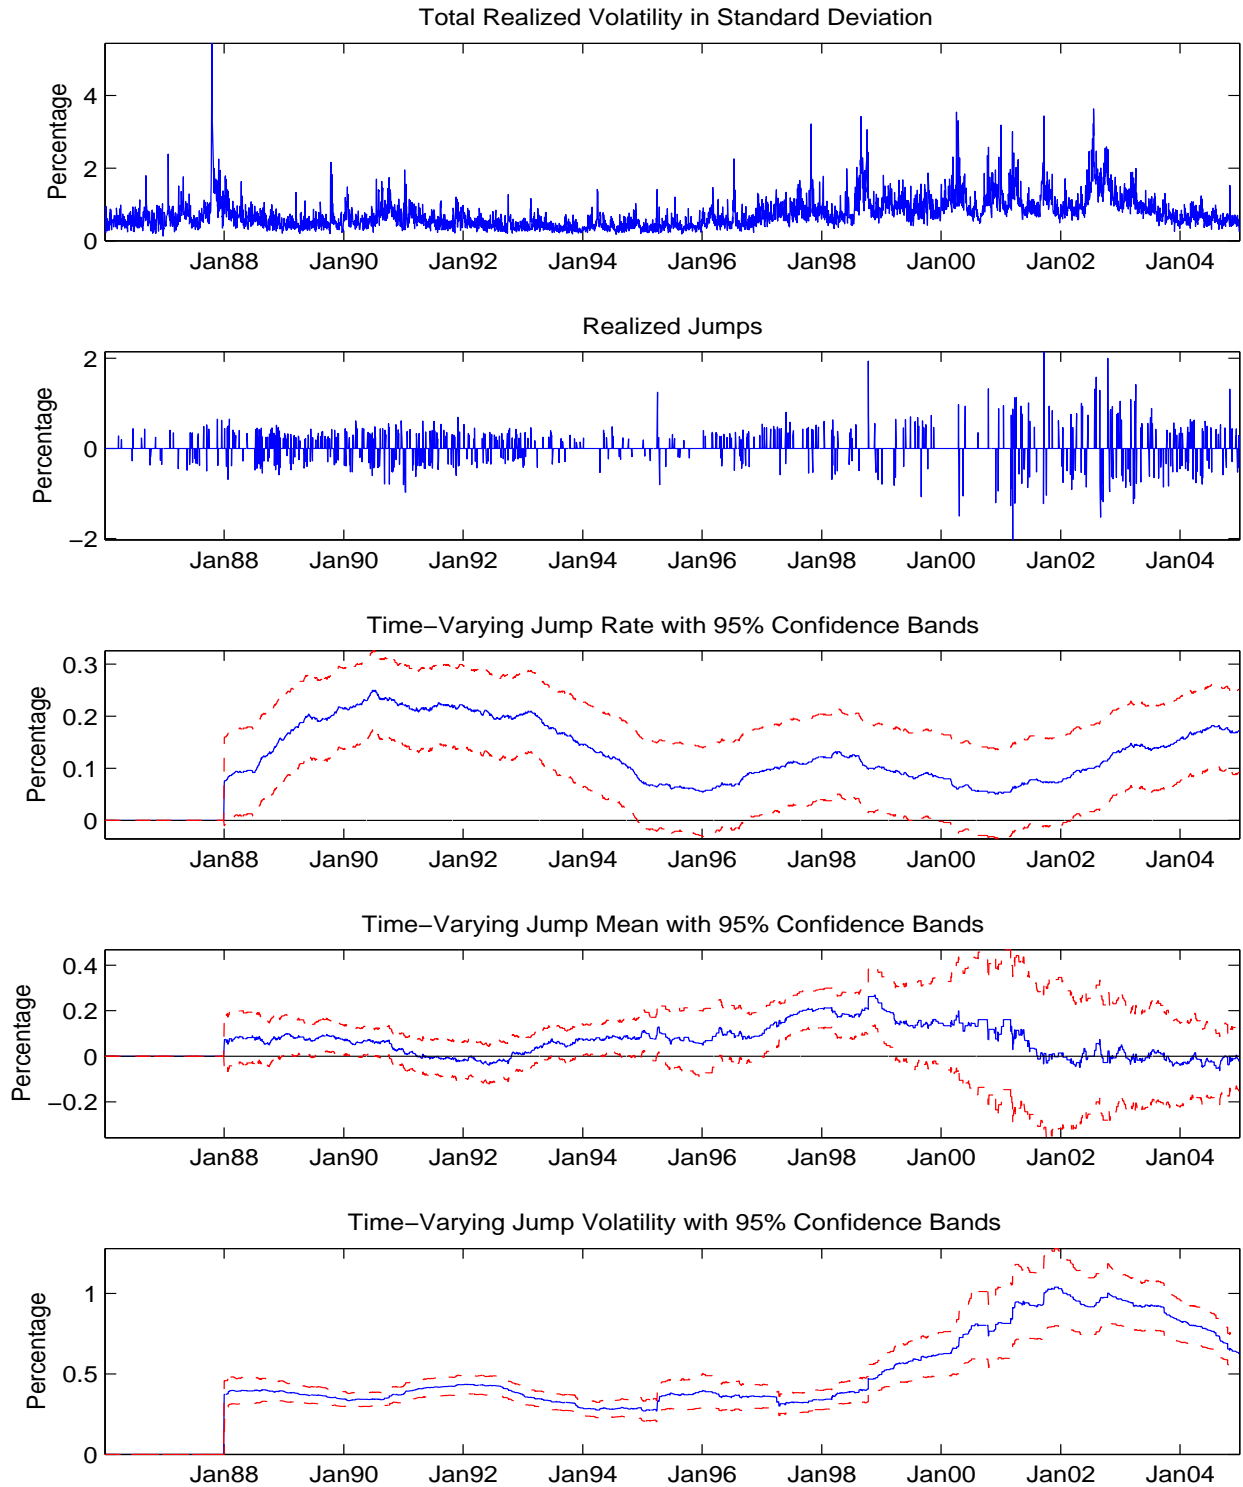 Total Realized Volatility in Standard Deviation
Percentage
4
2
0
Jan88 Jan90 Jan92 Jan94 Jan96 Jan98 Jan00 Jan02 Jan04
Realized Jumps
Percentage
2
0
−2
Jan88 Jan90 Jan92 Jan94 Jan96 Jan98 Jan00 Jan02 Jan04
Time−Varying Jump Rate with 95% Confidence Bands
Percentage
0.3
0.2
0.1
0
Jan88 Jan90 Jan92 Jan94 Jan96 Jan98 Jan00 Jan02 Jan04
Time−Varying Jump Mean with 95% Confidence Bands
Percentage
0.4
0.2
0
−0.2
Jan88 Jan90 Jan92 Jan94 Jan96 Jan98 Jan00 Jan02 Jan04
Time−Varying Jump Volatility with 95% Confidence Bands
Percentage
1
0.5
0
Jan88 Jan90 Jan92 Jan94 Jan96 Jan98 Jan00 Jan02 Jan04